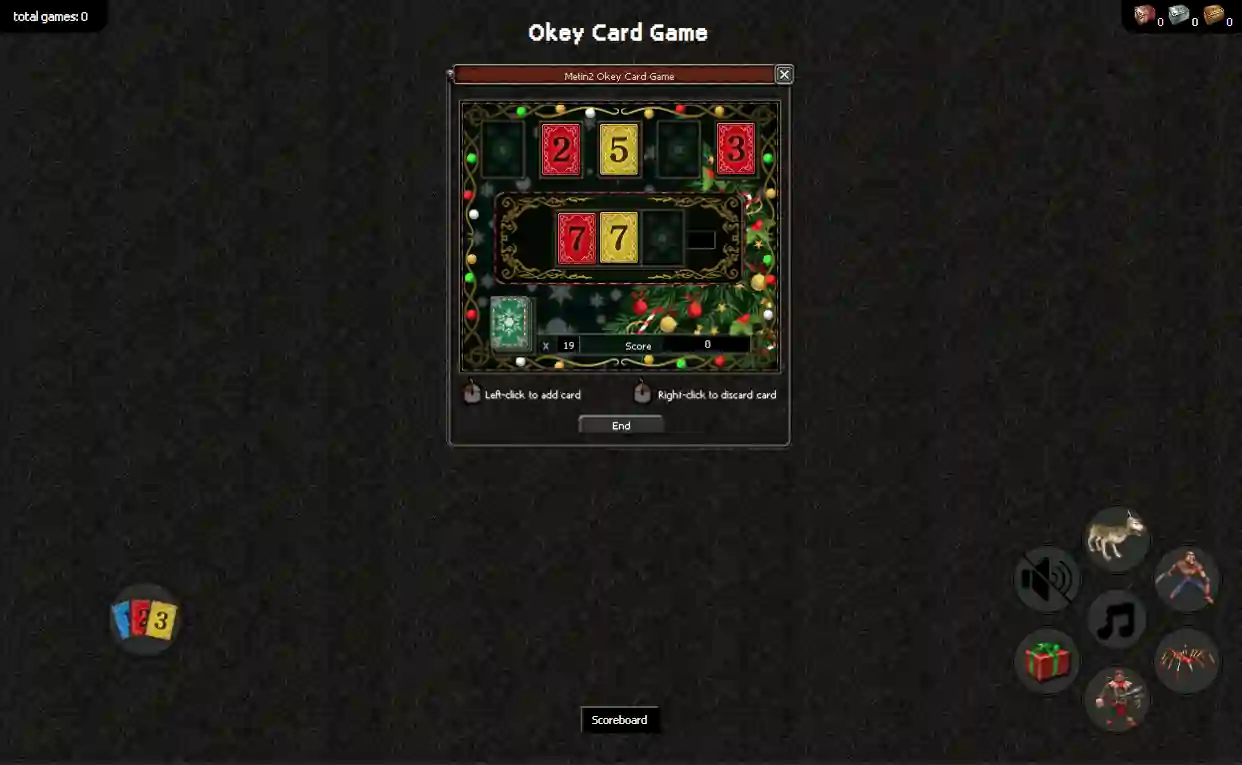 total games: 0
0 0 0
Okey Card Game
Metin2 Okey Card Game
2 5 3
7 7
X 19 Score 0
Left-click to add card Right-click to discard card
End
2 3
Scoreboard